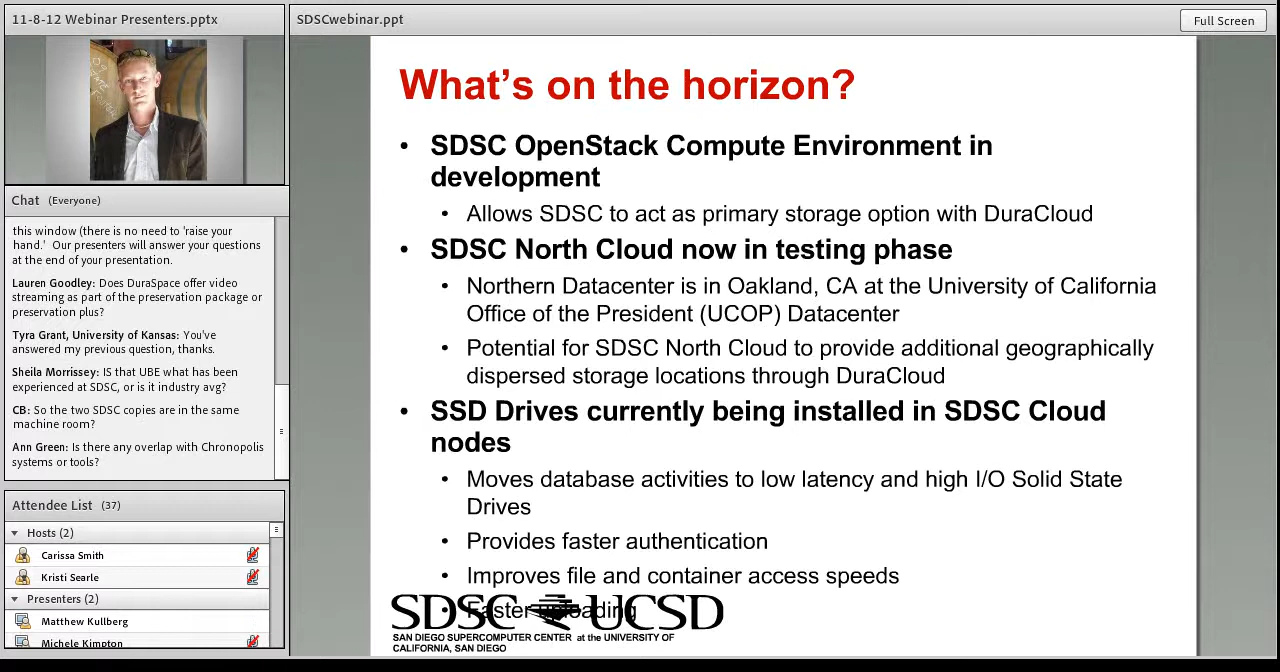 11-8-12 Webinar Presenters.pptx
Chat (Everyone)
this window (there is no need to 'raise your
hand.' Our presenters will answer your questions
at the end of your presentation.
Lauren Goodley: Does DuraSpace offer video
streaming as part of the preservation package or
preservation plus?
Tyra Grant, University of Kansas: You've
answered my previous question, thanks.
Sheila Morrissey: IS that UBE what has been
experienced at SDSC, or is it industry avg?
CB: So the two SDSC copies are in the same
machine room?
Ann Green: Is there any overlap with Chronopolis
systems or tools?
Attendee List (37)
Hosts (2)
Carissa Smith
Kristi Searle
Presenters (2)
Matthew Kullberg
Michele Kimpton
SDSCwebinar.ppt
Full Screen
What's on the horizon?
• SDSC OpenStack Compute Environment in
development
• Allows SDSC to act as primary storage option with DuraCloud
• SDSC North Cloud now in testing phase
• Northern Datacenter is in Oakland, CA at the University of California
Office of the President (UCOP) Datacenter
• Potential for SDSC North Cloud to provide additional geographically
dispersed storage locations through DuraCloud
• SSD Drives currently being installed in SDSC Cloud
nodes
• Moves database activities to low latency and high I/O Solid State
Drives
• Provides faster authentication
• Improves file and container access speeds
• Faster uploading
SDSC UCSD
SAN DIEGO SUPERCOMPUTER CENTER at the UNIVERSITY OF
CALIFORNIA, SAN DIEGO